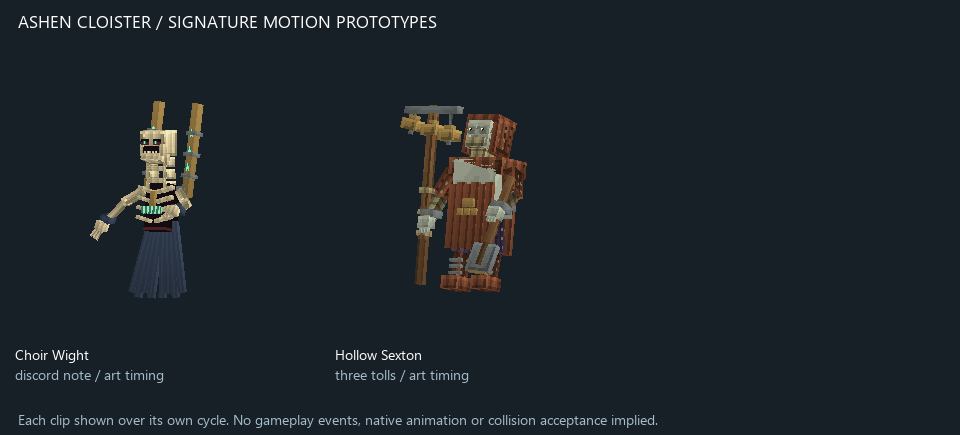 ASHEN CLOISTER / SIGNATURE MOTION PROTOTYPES
Choir Wight
discord note / art timing
Hollow Sexton
three tolls / art timing
Each clip shown over its own cycle. No gameplay events, native animation or collision acceptance implied.